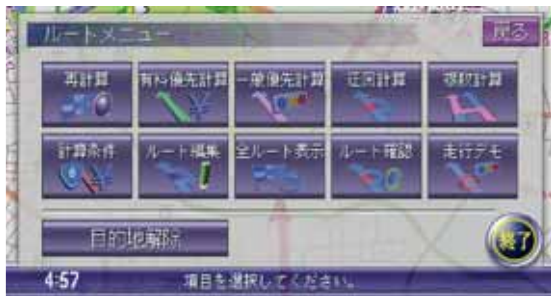 ルートメニュー 戻る
再計算 有料優先計算 一般優先計算 迂回計算 複数計算
計算条件 ルート編集 全ルート表示 ルート確認 走行デモ
目的地解除 終了
4:57 項目を選択してください。